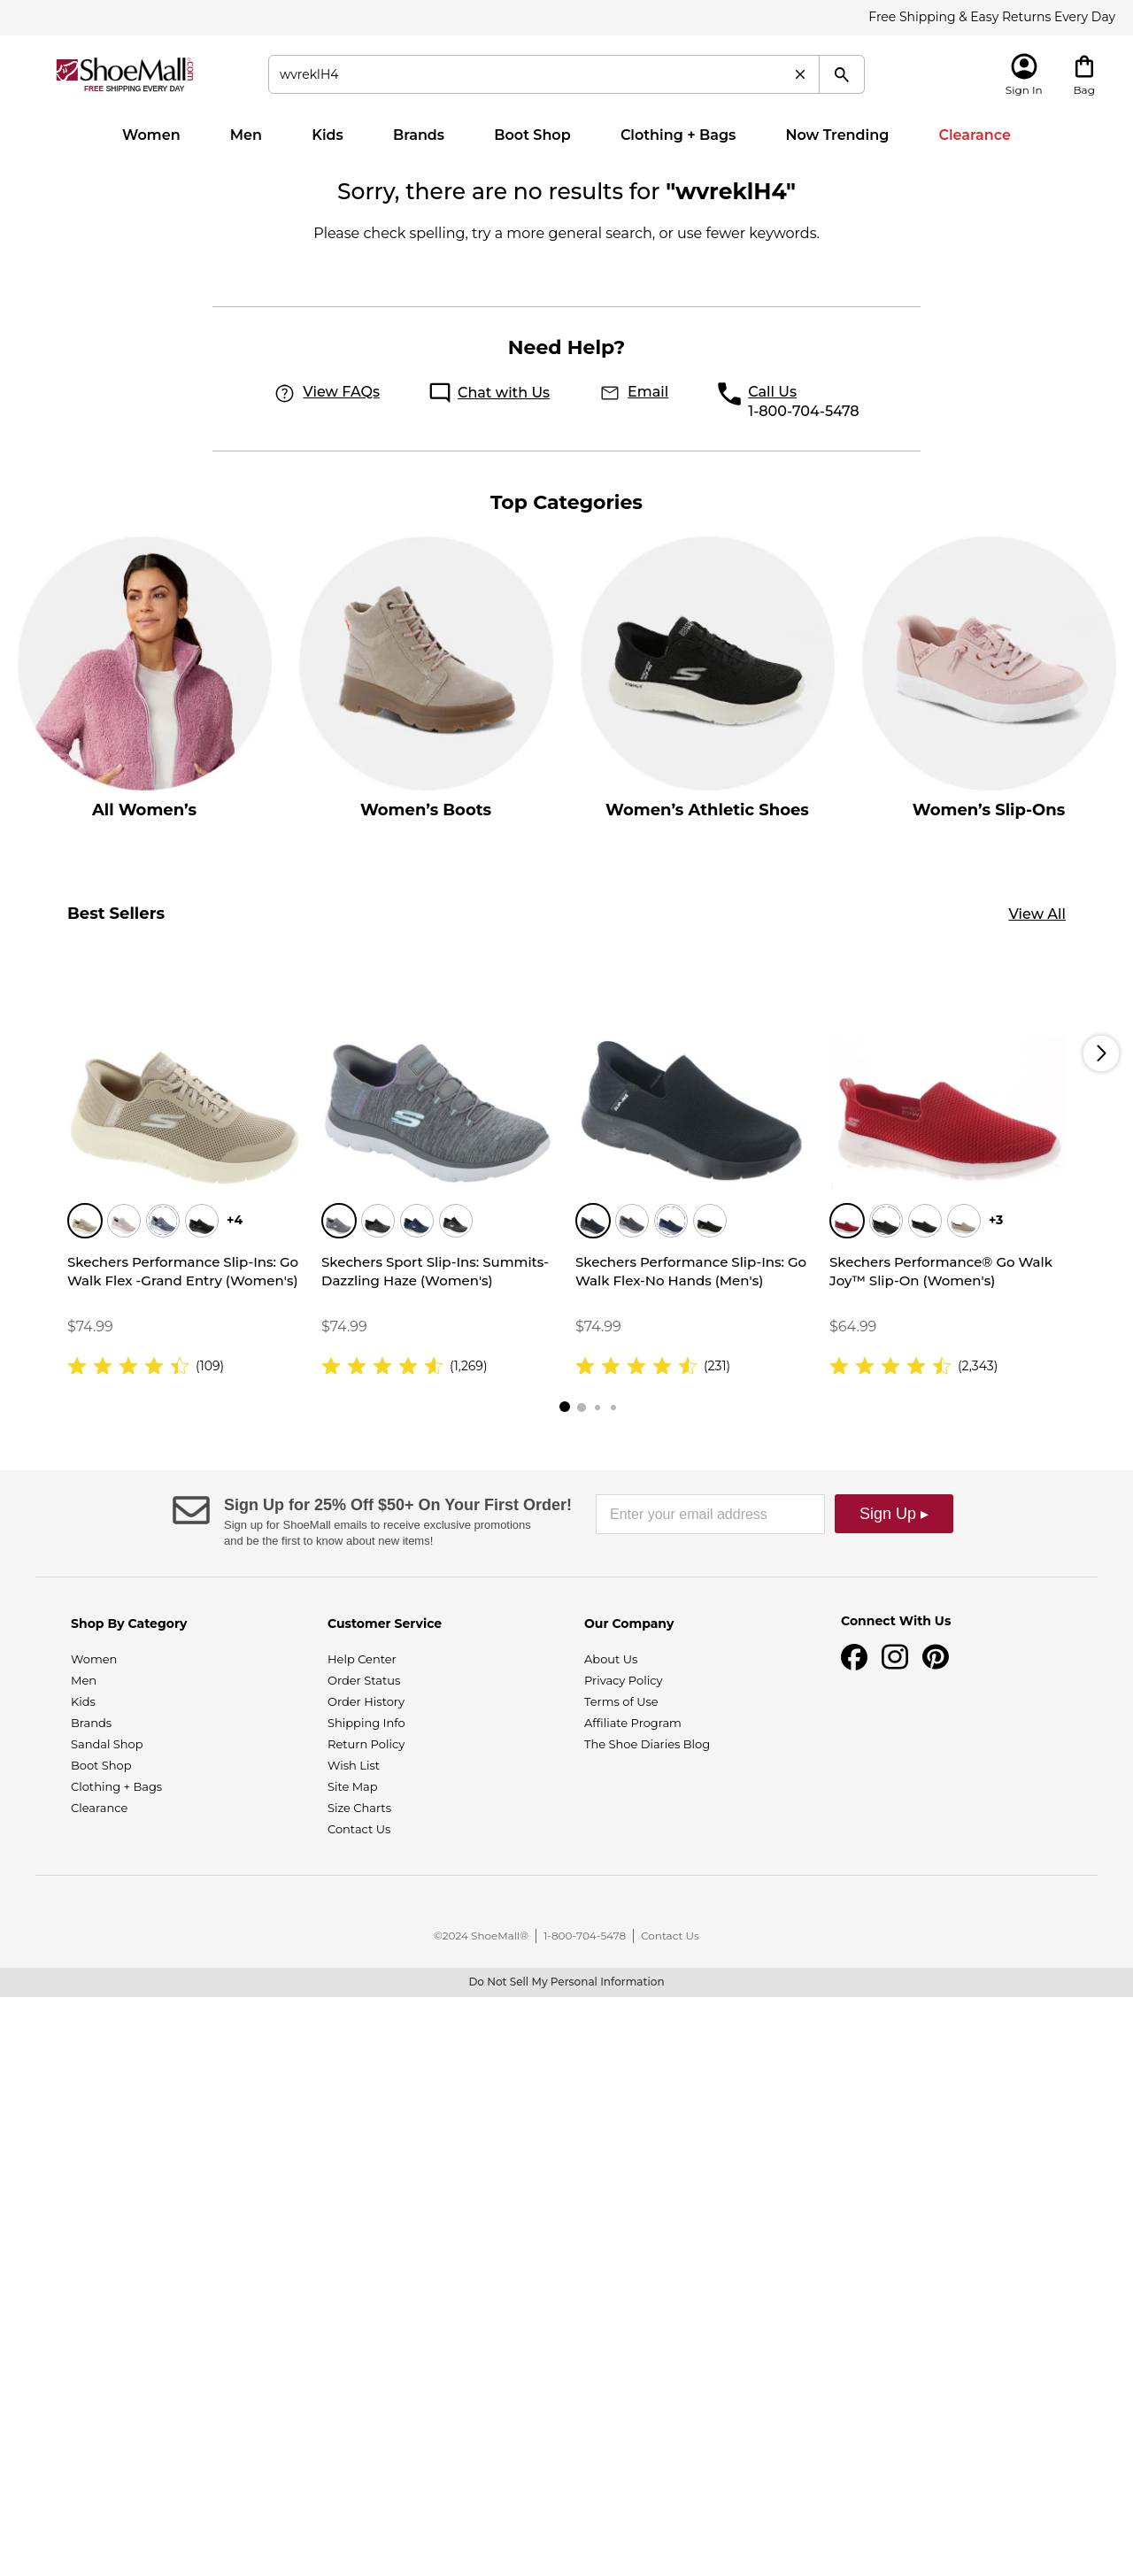 Free Shipping & Easy Returns Every Day
ShoeMall.com
FREE SHIPPING EVERY DAY
wvreklH4
Sign In
Bag
Women
Men
Kids
Brands
Boot Shop
Clothing + Bags
Now Trending
Clearance
Sorry, there are no results for "wvreklH4"
Please check spelling, try a more general search, or use fewer keywords.
Need Help?
View FAQs
Chat with Us
Email
Call Us
1-800-704-5478
Top Categories
All Women’s
Women’s Boots
Women’s Athletic Shoes
Women’s Slip-Ons
Best Sellers
View All
+4
Skechers Performance Slip-Ins: Go
Walk Flex -Grand Entry (Women's)
$74.99
(109)
Skechers Sport Slip-Ins: Summits-
Dazzling Haze (Women's)
$74.99
(1,269)
Skechers Performance Slip-Ins: Go
Walk Flex-No Hands (Men's)
$74.99
(231)
+3
Skechers Performance® Go Walk
Joy™ Slip-On (Women's)
$64.99
(2,343)
Sign Up for 25% Off $50+ On Your First Order!
Sign up for ShoeMall emails to receive exclusive promotions
and be the first to know about new items!
Enter your email address
Sign Up ▸
Shop By Category
Women
Men
Kids
Brands
Sandal Shop
Boot Shop
Clothing + Bags
Clearance
Customer Service
Help Center
Order Status
Order History
Shipping Info
Return Policy
Wish List
Site Map
Size Charts
Contact Us
Our Company
About Us
Privacy Policy
Terms of Use
Affiliate Program
The Shoe Diaries Blog
Connect With Us
©2024 ShoeMall®
1-800-704-5478
Contact Us
Do Not Sell My Personal Information